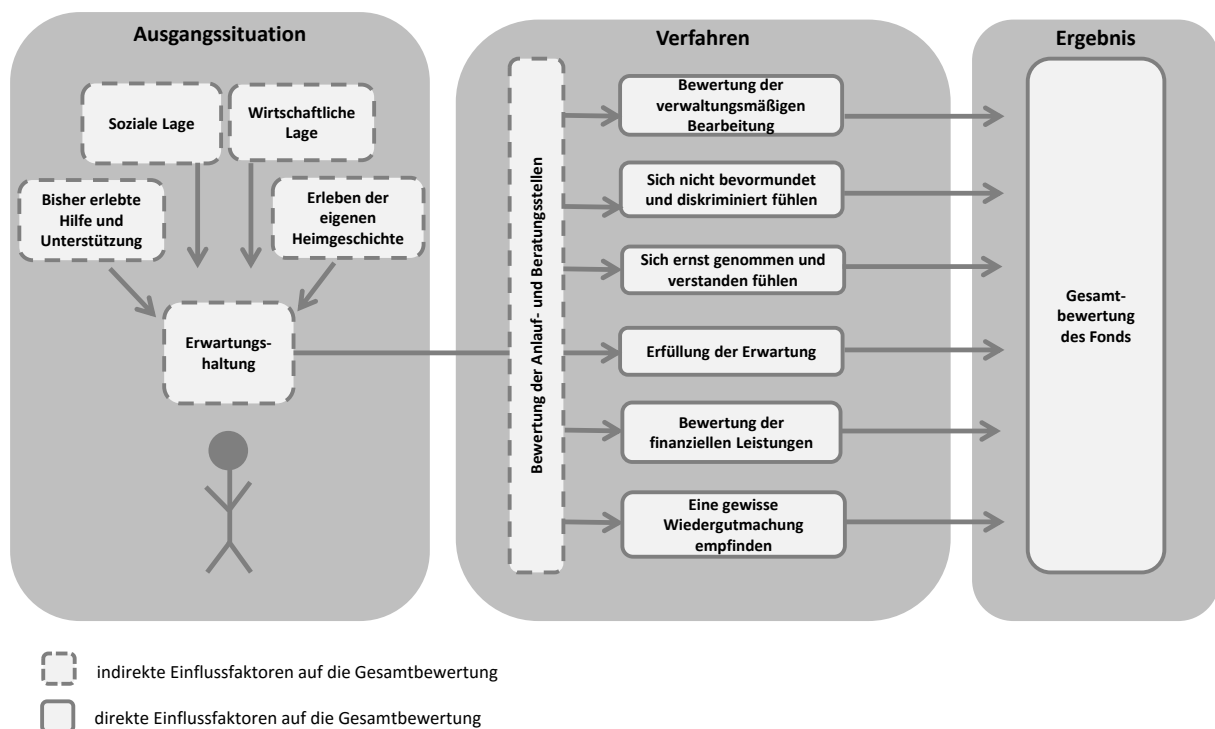 Ausgangssituation
Soziale Lage
Wirtschaftliche
Lage
Bisher erlebte
Hilfe und
Unterstützung
Erleben der
eigenen
Heimgeschichte
Erwartungs-
haltung
Verfahren
Bewertung der Anlauf- und Beratungsstellen
Bewertung der
verwaltungsmäßigen
Bearbeitung
Sich nicht bevormundet
und diskriminiert fühlen
Sich ernst genommen und
verstanden fühlen
Erfüllung der Erwartung
Bewertung der
finanziellen Leistungen
Eine gewisse
Wiedergutmachung
empfinden
Ergebnis
Gesamt-
bewertung
des Fonds
indirekte Einflussfaktoren auf die Gesamtbewertung
direkte Einflussfaktoren auf die Gesamtbewertung